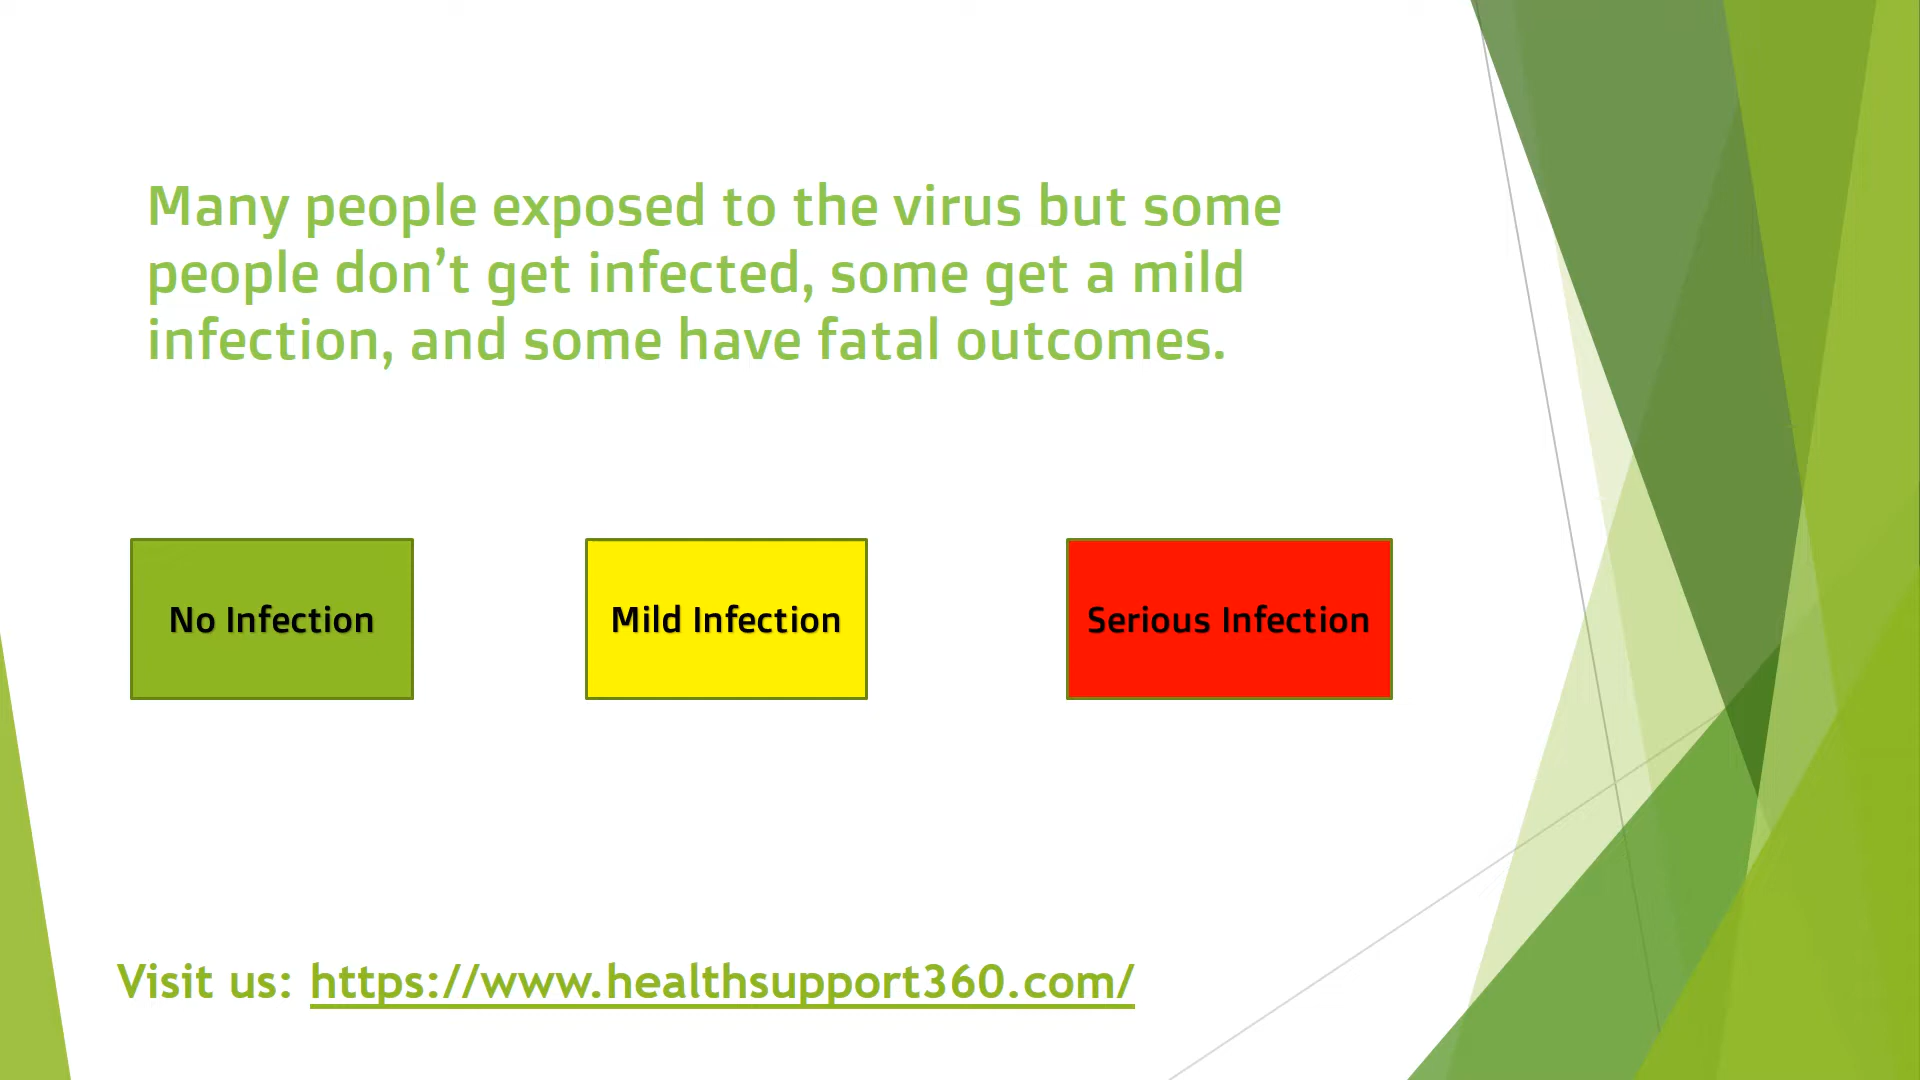 Many people exposed to the virus but some
people don’t get infected, some get a mild
infection, and some have fatal outcomes.
No Infection
Mild Infection
Serious Infection
Visit us: https://www.healthsupport360.com/